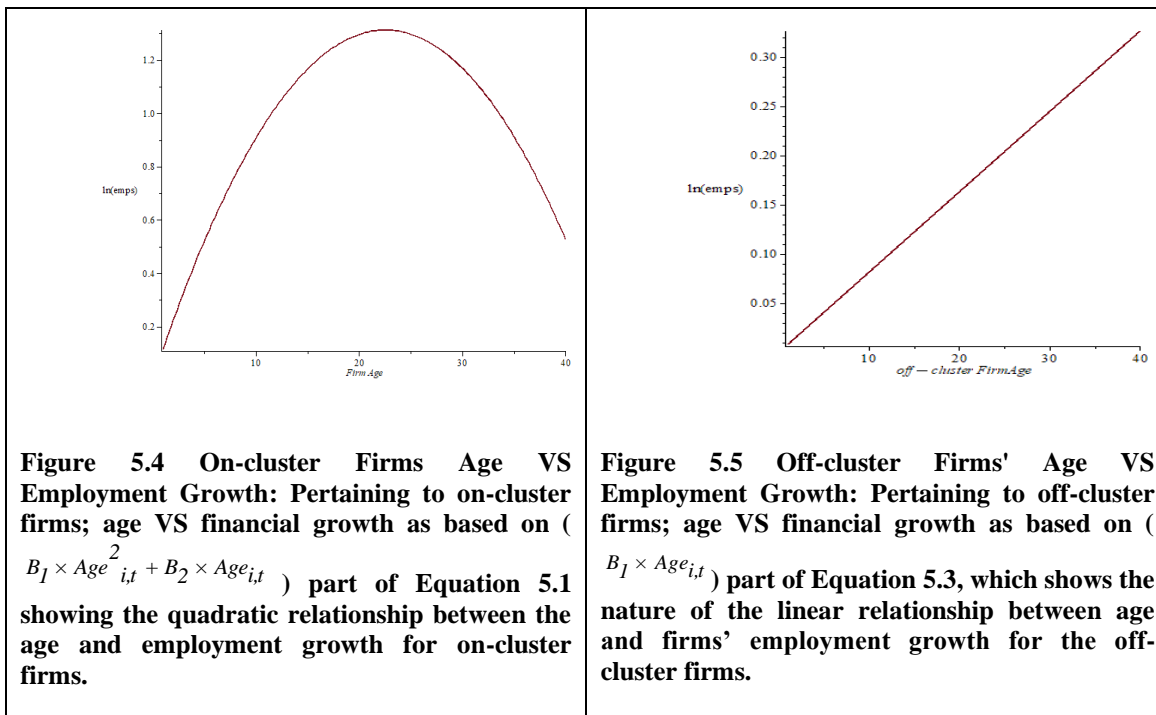 1.2
1.0
0.8
ln(emps)
0.6
0.4
0.2
10 20 30 40
Firm Age
Figure 5.4 On-cluster Firms Age VS
Employment Growth: Pertaining to on-cluster
firms; age VS financial growth as based on (
B₁ × Age²ᵢ,ₜ + B₂ × Ageᵢ,ₜ ) part of Equation 5.1
showing the quadratic relationship between the
age and employment growth for on-cluster
firms.
0.30
0.25
0.20
ln(emps)
0.15
0.10
0.05
10 20 30 40
off – cluster FirmAge
Figure 5.5 Off-cluster Firms' Age VS
Employment Growth: Pertaining to off-cluster
firms; age VS financial growth as based on (
B₁ × Ageᵢ,ₜ ) part of Equation 5.3, which shows the
nature of the linear relationship between age
and firms’ employment growth for the off-
cluster firms.